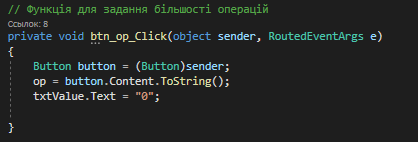 // Функція для задання більшості операцій
Ссылок: 8
private void btn_op_Click(object sender, RoutedEventArgs e)
{
Button button = (Button)sender;
op = button.Content.ToString();
txtValue.Text = "0";
}